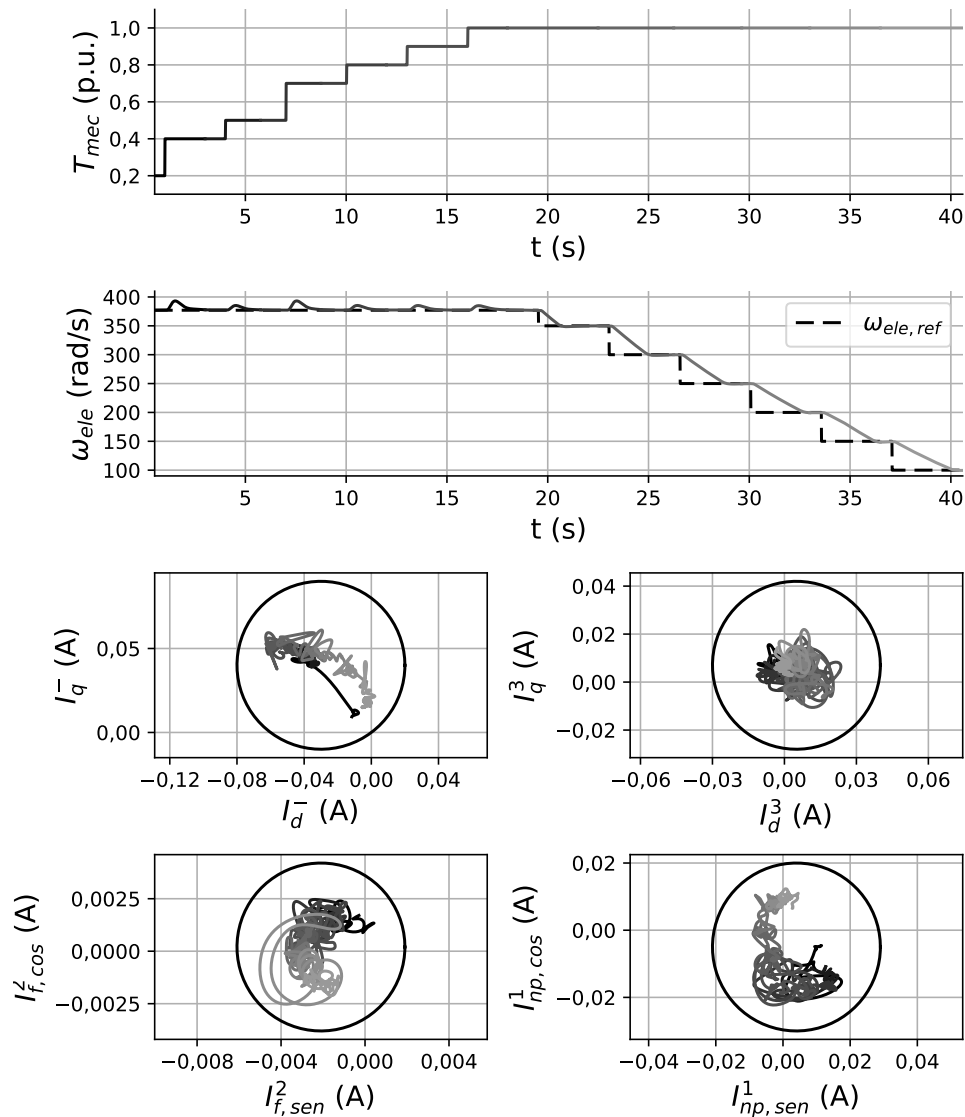 T_mec (p.u.)
1,0
0,8
0,6
0,4
0,2
5 10 15 20 25 30 35 40
t (s)
ω_ele (rad/s)
400
350
300
250
200
150
100
ω_ele,ref
5 10 15 20 25 30 35 40
t (s)
I_q^- (A)
0,05
0,00
−0,12 −0,08 −0,04 0,00 0,04
I_d^- (A)
I_q^3 (A)
0,04
0,02
0,00
−0,02
−0,06 −0,03 0,00 0,03 0,06
I_d^3 (A)
I_f,cos^2 (A)
0,0025
0,0000
−0,0025
−0,008 −0,004 0,000 0,004
I_f,sen^2 (A)
I_np,cos^1 (A)
0,02
0,00
−0,02
−0,04 −0,02 0,00 0,02 0,04
I_np,sen^1 (A)